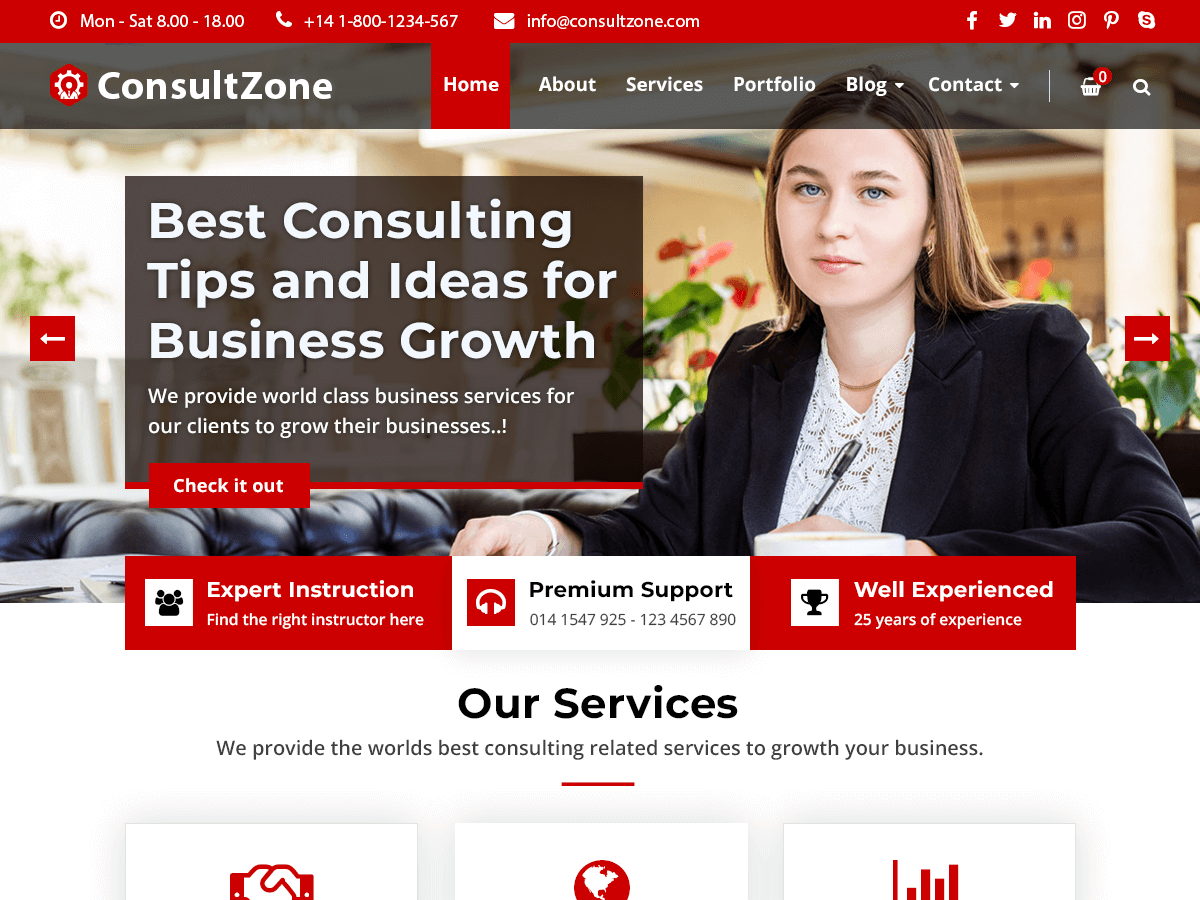 Mon - Sat 8.00 - 18.00 +14 1-800-1234-567 info@consultzone.com
ConsultZone Home About Services Portfolio Blog Contact 0
Best Consulting
Tips and Ideas for
Business Growth
We provide world class business services for
our clients to grow their businesses..!
Check it out
Expert Instruction
Find the right instructor here
Premium Support
014 1547 925 - 123 4567 890
Well Experienced
25 years of experience
Our Services
We provide the worlds best consulting related services to growth your business.